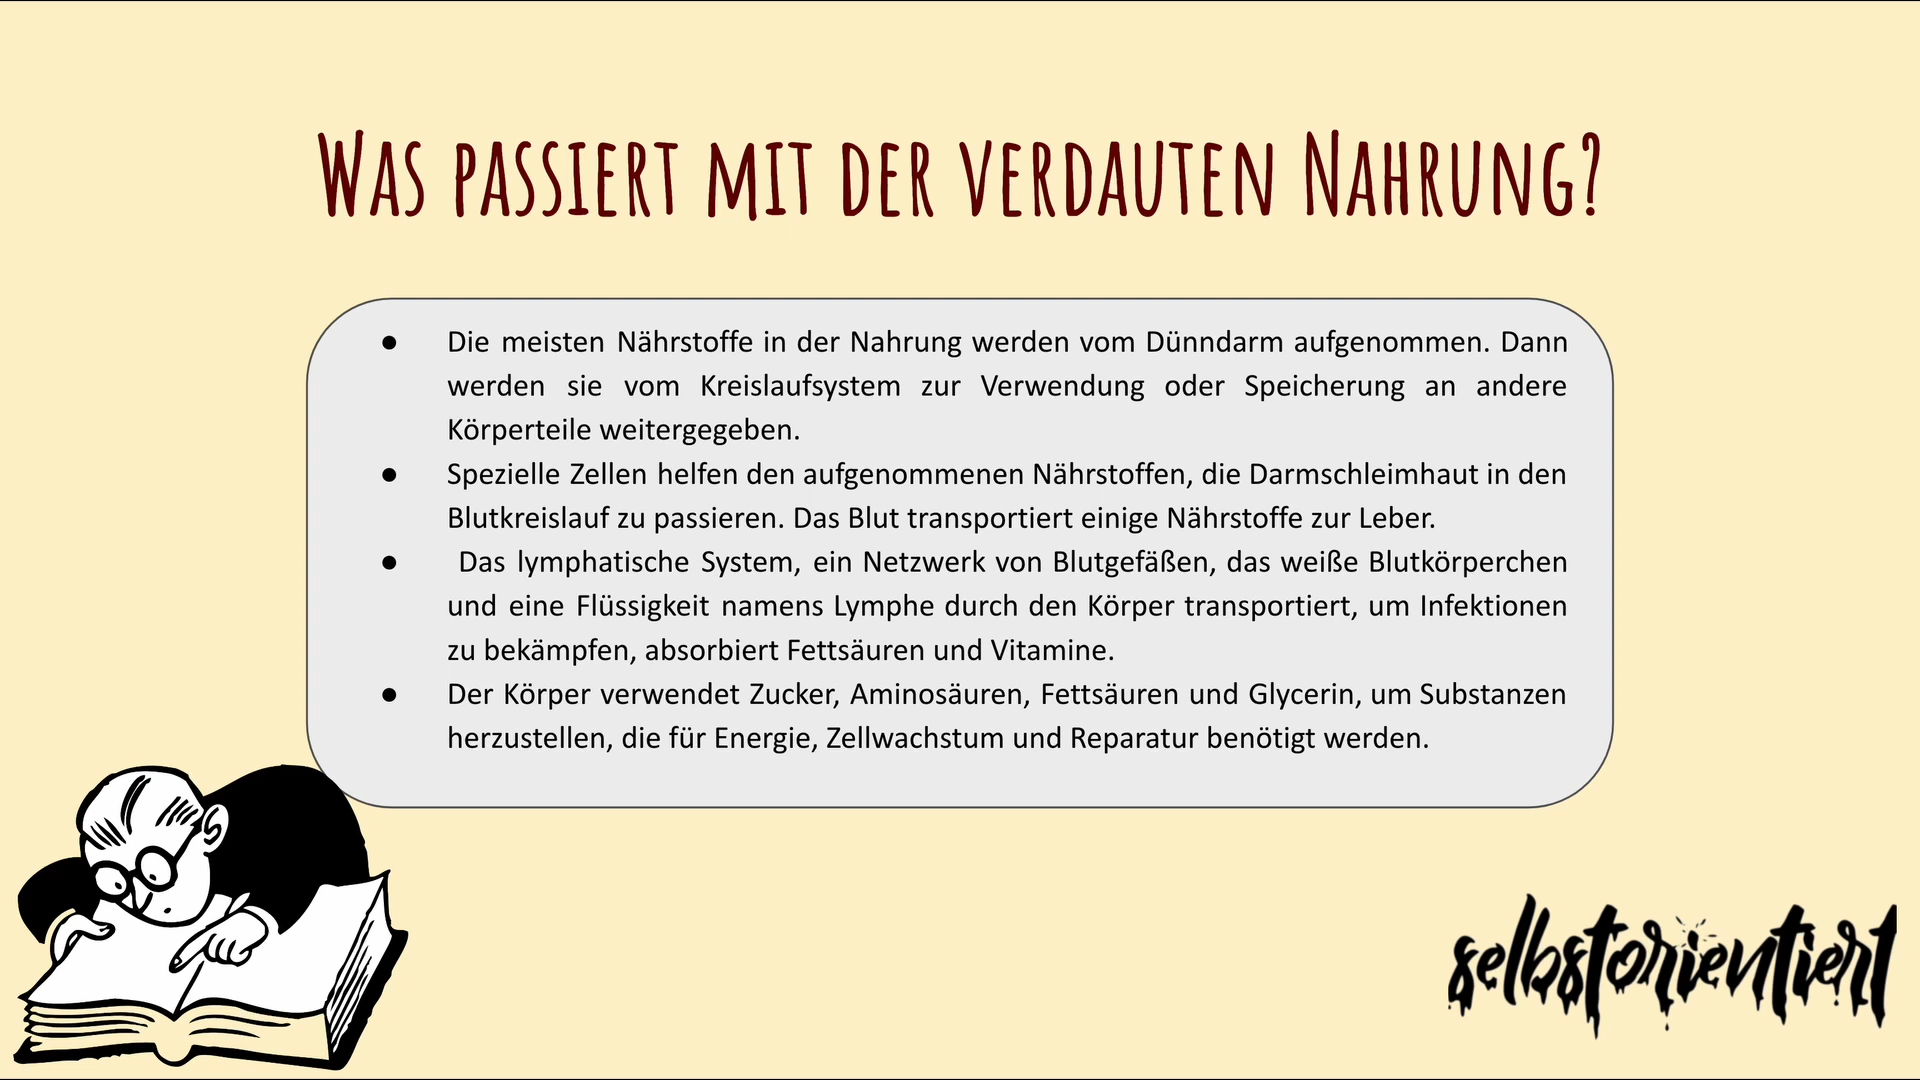 Was passiert mit der verdauten Nahrung?
● Die meisten Nährstoffe in der Nahrung werden vom Dünndarm aufgenommen. Dann
werden sie vom Kreislaufsystem zur Verwendung oder Speicherung an andere
Körperteile weitergegeben.
● Spezielle Zellen helfen den aufgenommenen Nährstoffen, die Darmschleimhaut in den
Blutkreislauf zu passieren. Das Blut transportiert einige Nährstoffe zur Leber.
● Das lymphatische System, ein Netzwerk von Blutgefäßen, das weiße Blutkörperchen
und eine Flüssigkeit namens Lymphe durch den Körper transportiert, um Infektionen
zu bekämpfen, absorbiert Fettsäuren und Vitamine.
● Der Körper verwendet Zucker, Aminosäuren, Fettsäuren und Glycerin, um Substanzen
herzustellen, die für Energie, Zellwachstum und Reparatur benötigt werden.
selbstorientiert